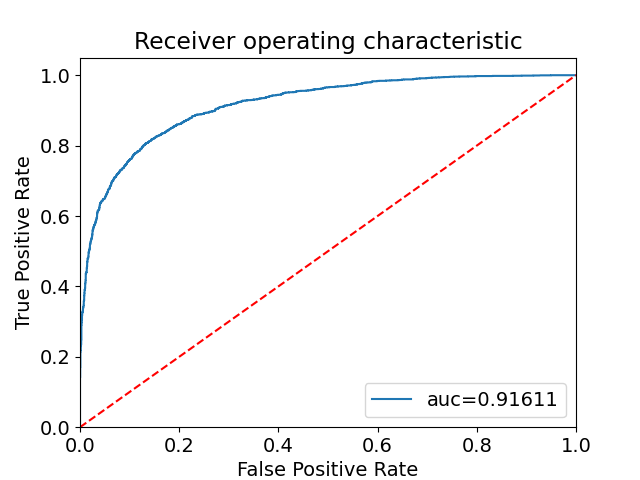 Receiver operating characteristic
True Positive Rate
1.0
0.8
0.6
0.4
0.2
0.0
auc=0.91611
0.0 0.2 0.4 0.6 0.8 1.0
False Positive Rate